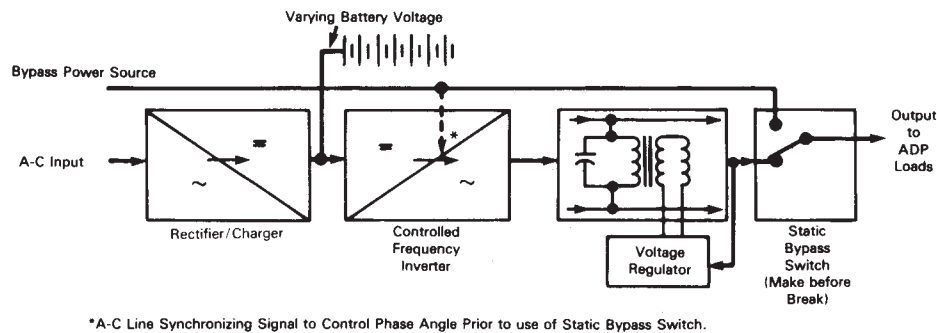 Varying Battery Voltage
Bypass Power Source
A-C Input
=
~
=
*
~
Output
to
ADP
Loads
Rectifier/Charger
Controlled
Frequency
Inverter
Voltage
Regulator
Static
Bypass
Switch
(Make before
Break)
*A-C Line Synchronizing Signal to Control Phase Angle Prior to use of Static Bypass Switch.